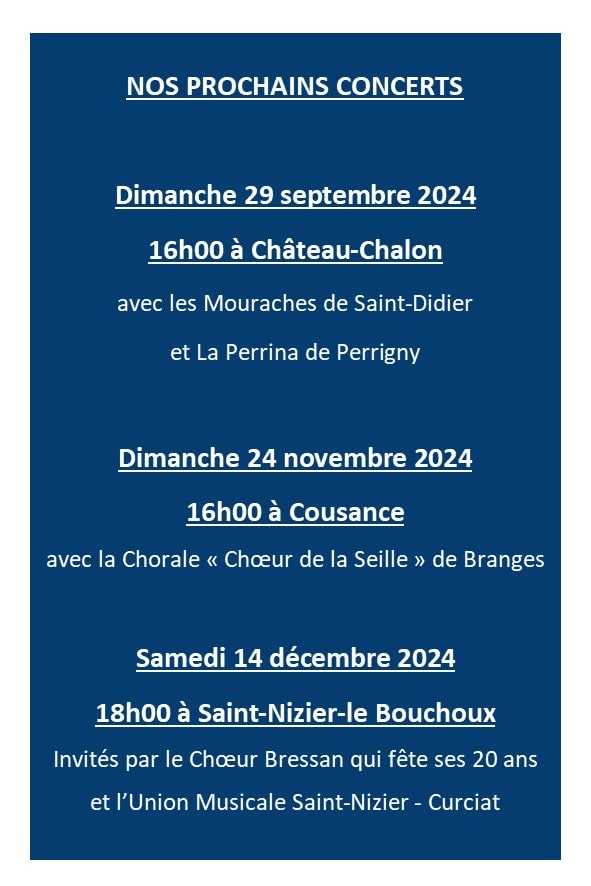 NOS PROCHAINS CONCERTS
Dimanche 29 septembre 2024
16h00 à Château-Chalon
avec les Mouraches de Saint-Didier
et La Perrina de Perrigny
Dimanche 24 novembre 2024
16h00 à Cousance
avec la Chorale « Chœur de la Seille » de Branges
Samedi 14 décembre 2024
18h00 à Saint-Nizier-le Bouchoux
Invités par le Chœur Bressan qui fête ses 20 ans
et l’Union Musicale Saint-Nizier - Curciat